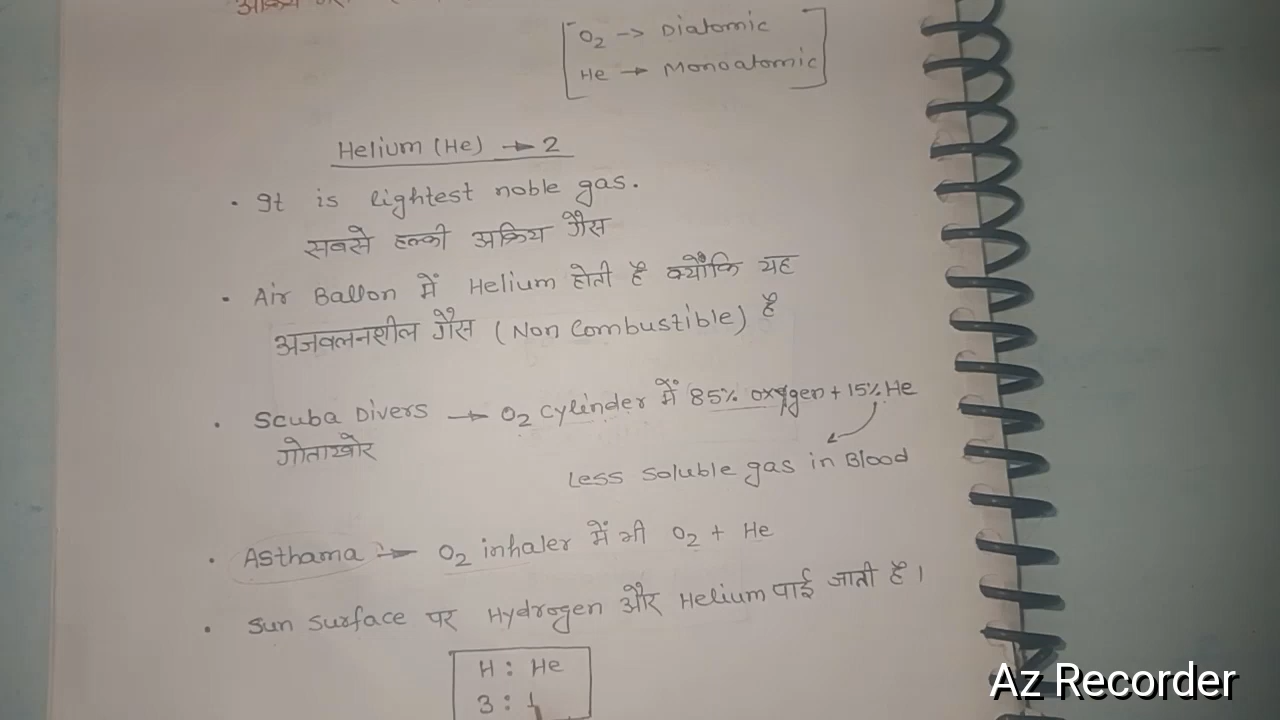 O2 -> Diatomic
He → Monoatomic
Helium (He) → 2
• It is lightest noble gas.
सबसे हल्की अक्रिय गैस
• Air Ballon में Helium होती है क्योंकि यह
अजवलनशील गैस (Non Combustible) है
• Scuba Divers → O2 cylinder में 85% oxygen + 15% He
गोताखोर
Less soluble gas in Blood
• Asthama → O2 inhaler में भी O2 + He
• Sun surface पर Hydrogen और Helium पाई जाती है।
H : He
3 : 1
Az Recorder